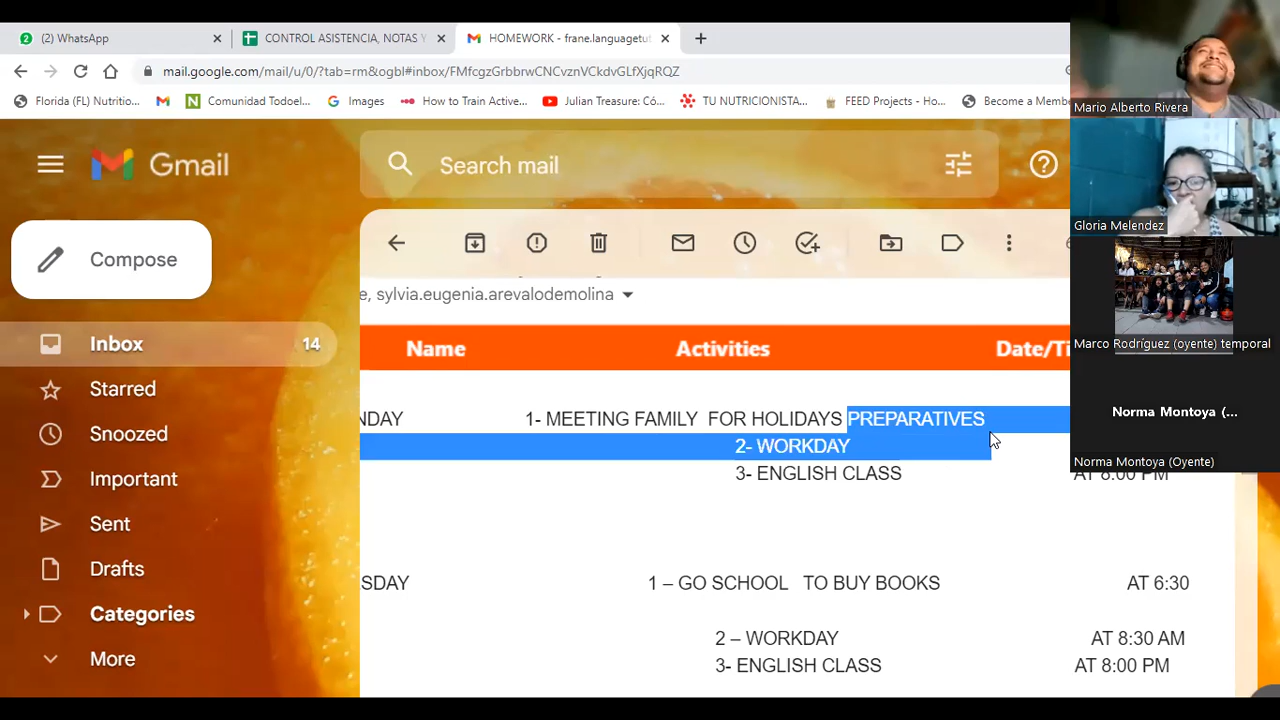 (2) WhatsApp
CONTROL ASISTENCIA, NOTAS Y
HOMEWORK - frane.languagetut
mail.google.com/mail/u/0/?tab=rm&ogbl#inbox/FMfcgzGrbbrwCNCvznVCkdvGLfXjqRQZ
Florida (FL) Nutritio...
Comunidad Todoel...
Images
How to Train Active...
Julian Treasure: Có...
TU NUTRICIONISTA...
FEED Projects - Ho...
Become a Memb
Gmail
Search mail
Compose
Inbox 14
Starred
Snoozed
Important
Sent
Drafts
Categories
More
e, sylvia.eugenia.arevalodemolina
Name Activities Date/Ti
NDAY 1- MEETING FAMILY FOR HOLIDAYS PREPARATIVES
2- WORKDAY
3- ENGLISH CLASS AT 8:00 PM
SDAY 1 – GO SCHOOL TO BUY BOOKS AT 6:30
2 – WORKDAY AT 8:30 AM
3- ENGLISH CLASS AT 8:00 PM
Mario Alberto Rivera
Gloria Melendez
Marco Rodríguez (oyente) temporal
Norma Montoya (...
Norma Montoya (Oyente)